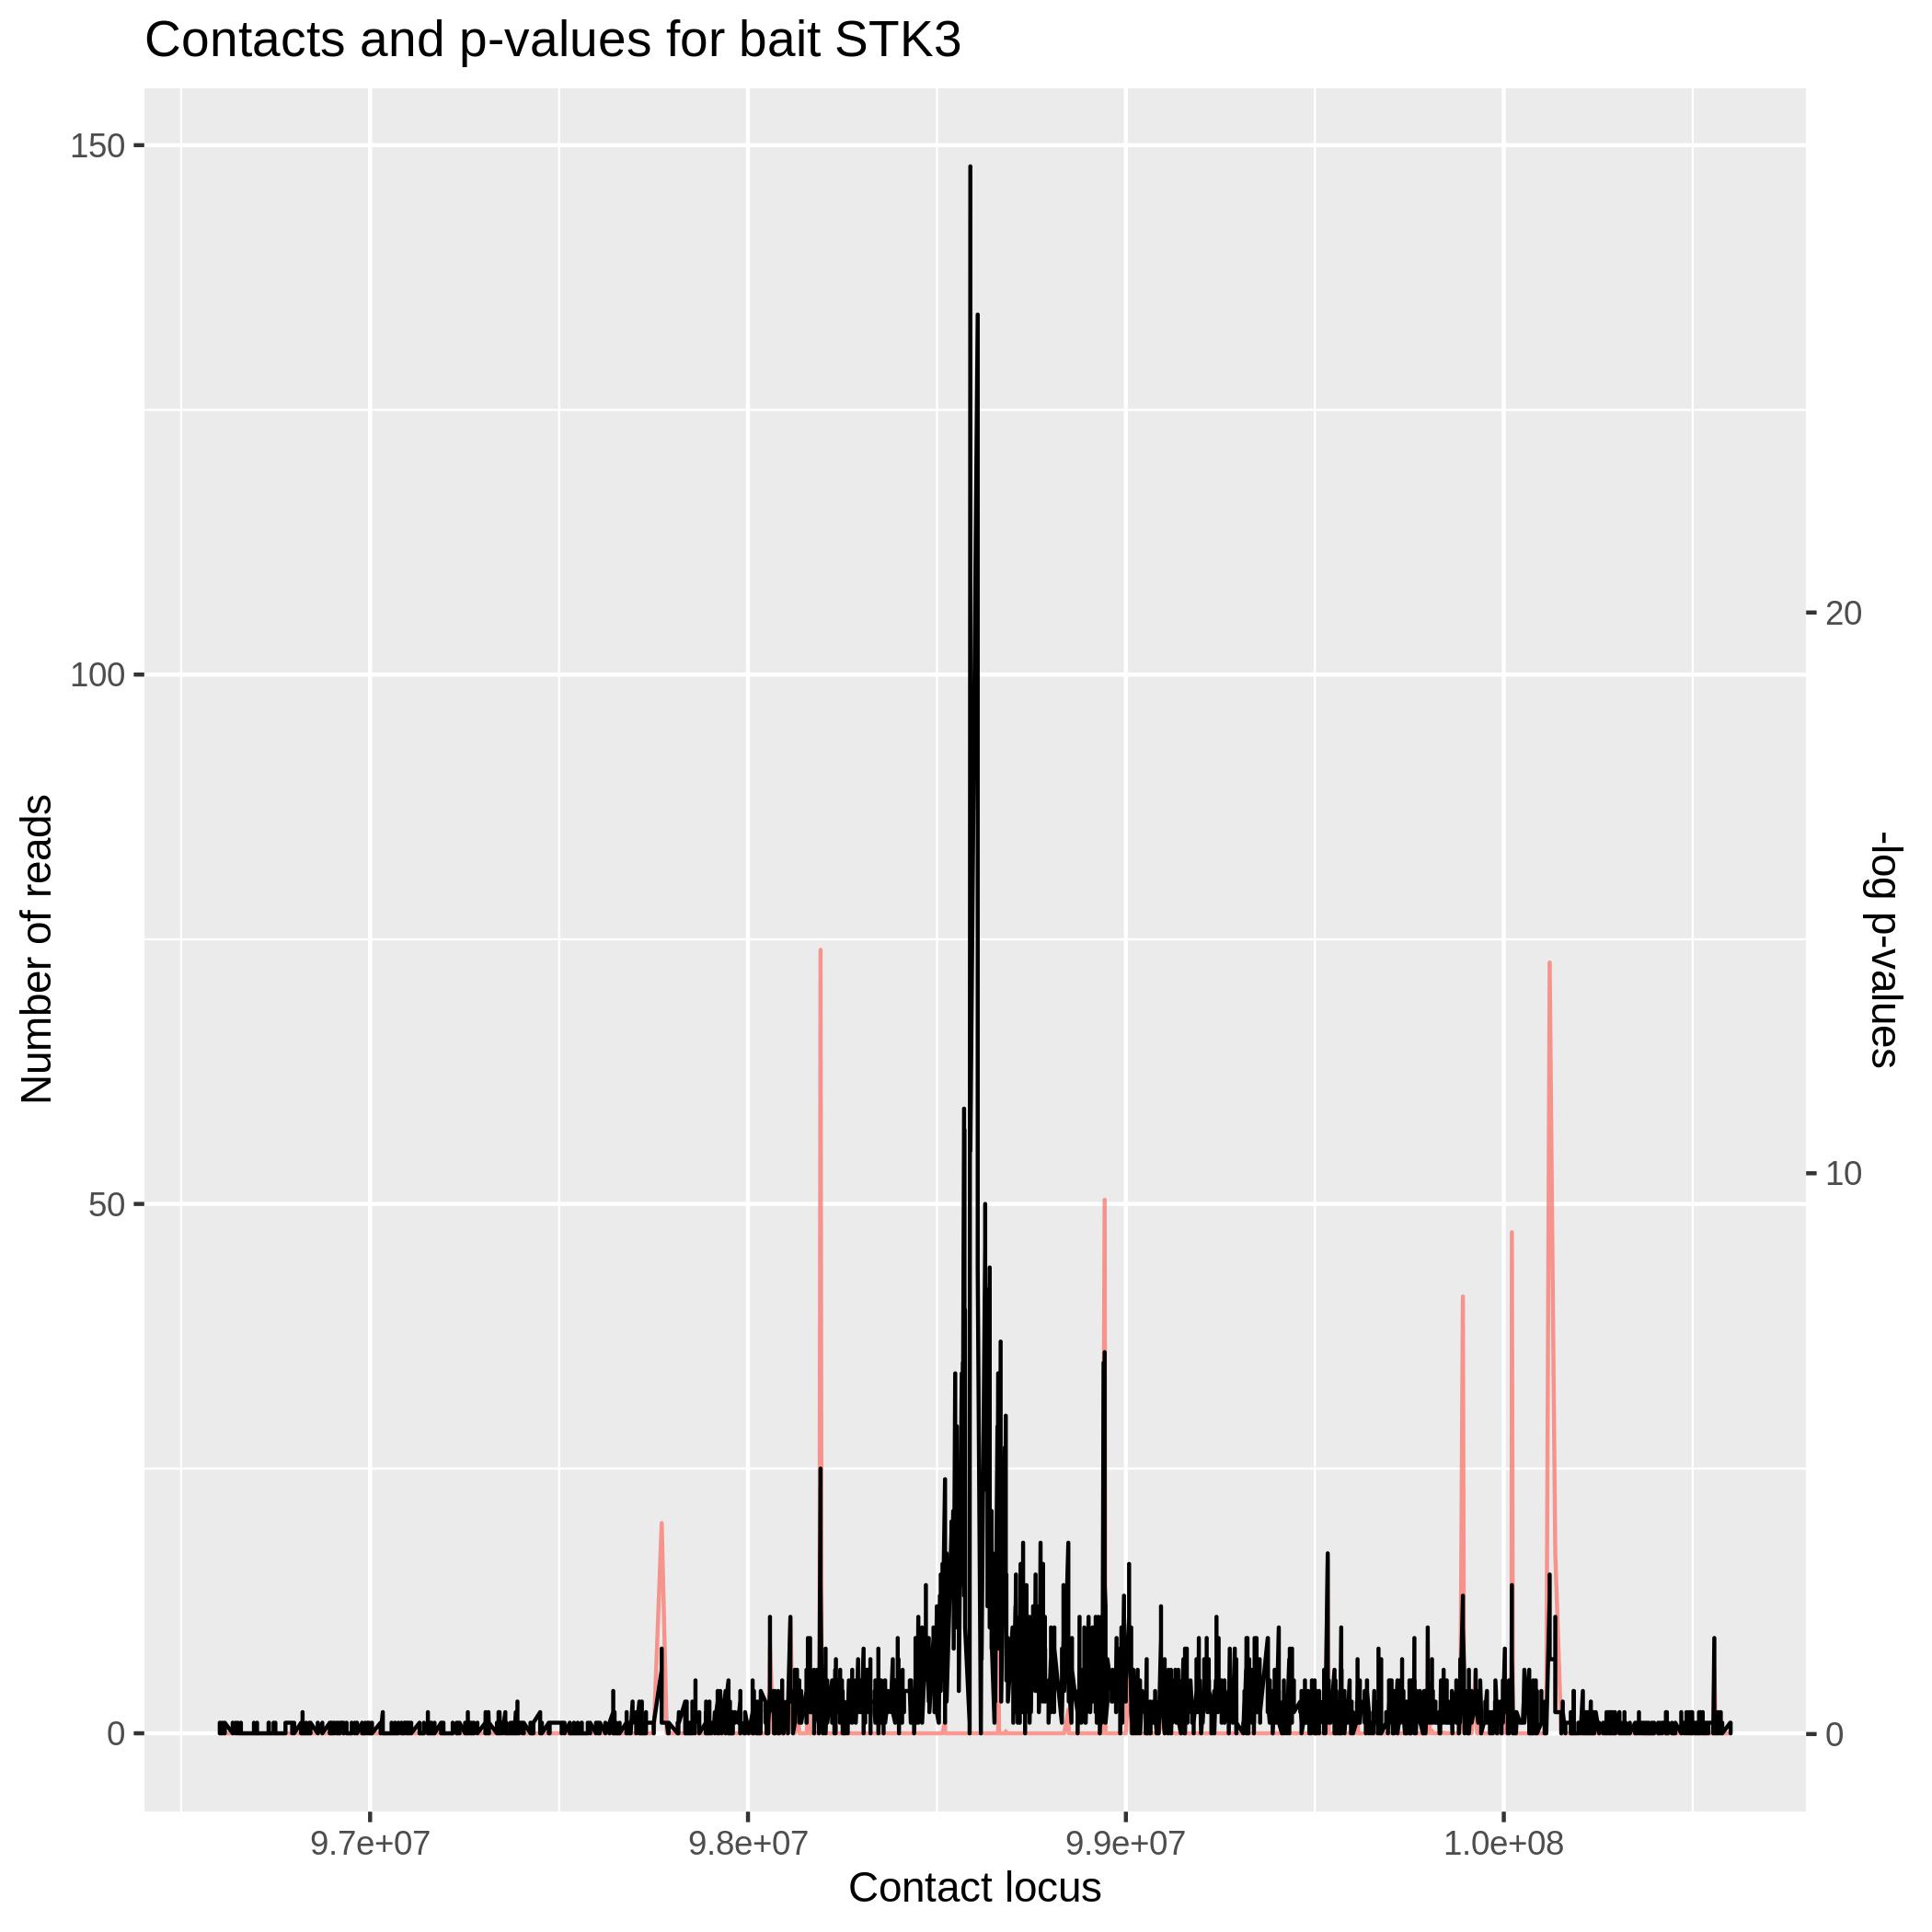 Contacts and p-values for bait STK3
150
100
50
0
Number of reads
20
10
0
-log p-values
9.7e+07
9.8e+07
9.9e+07
1.0e+08
Contact locus